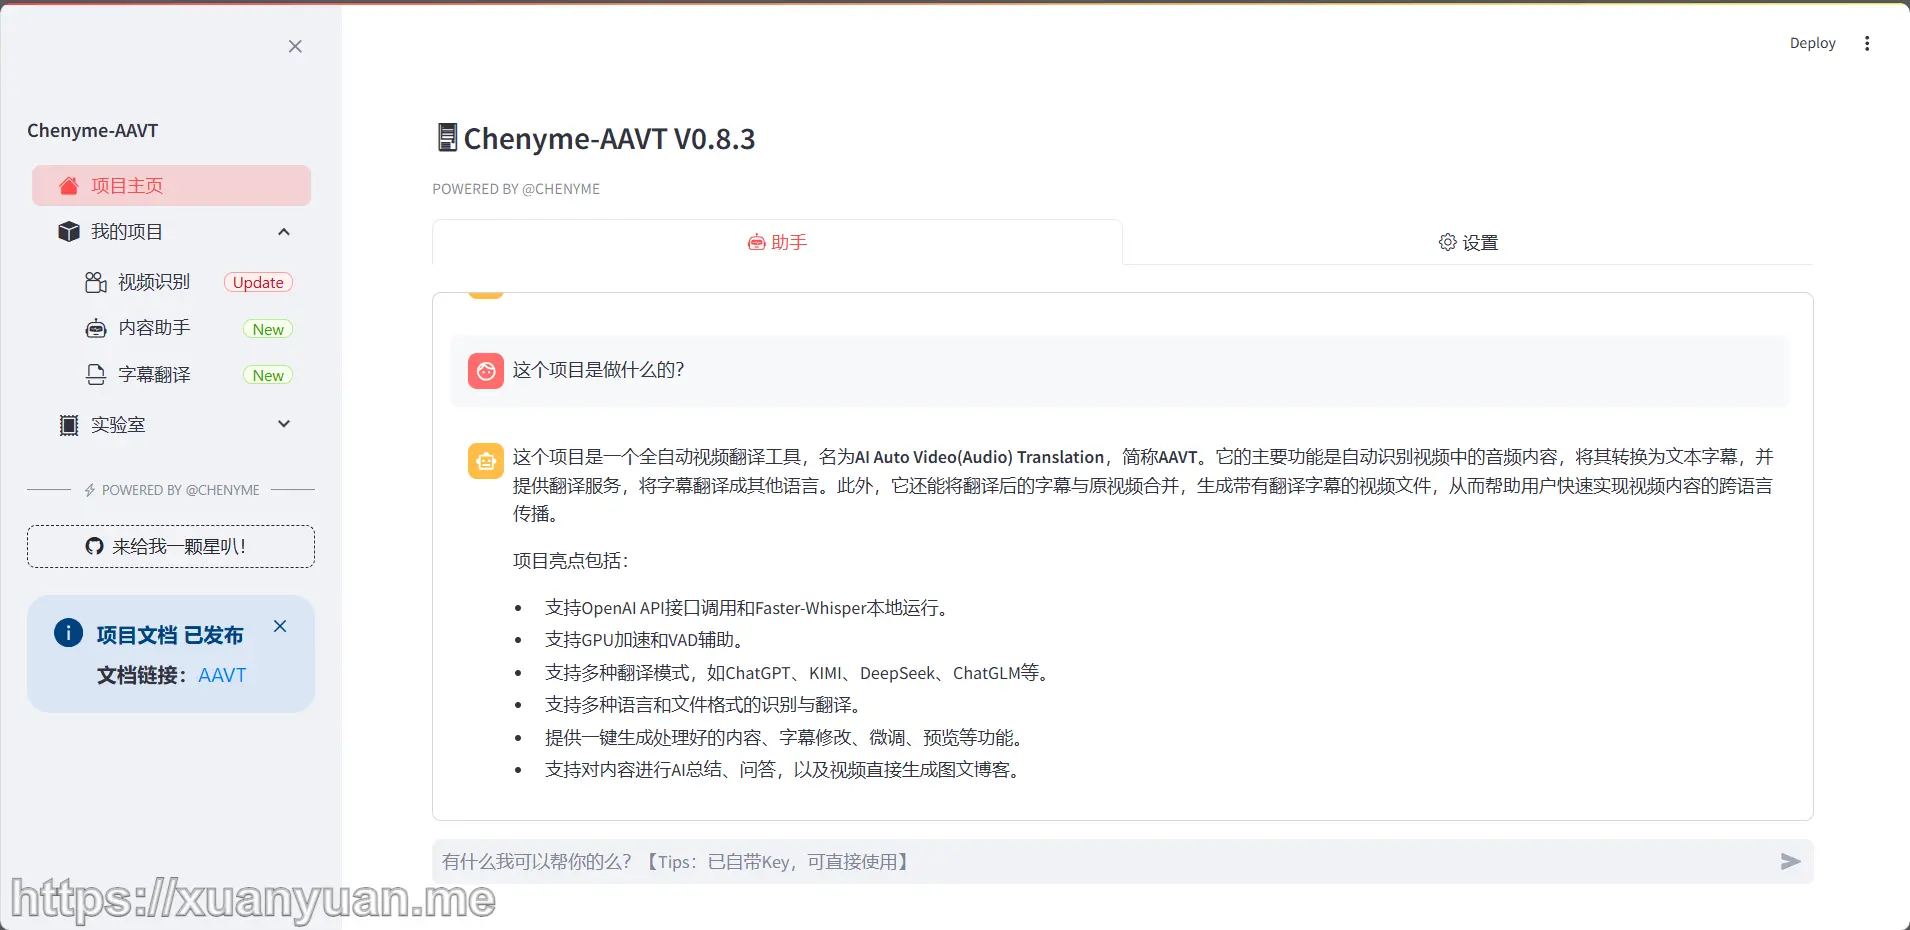 Deploy
Chenyme-AAVT
项目主页
我的项目
视频识别 Update
内容助手 New
字幕翻译 New
实验室
POWERED BY @CHENYME
来给我一颗星叭！
项目文档 已发布
文档链接：AAVT
Chenyme-AAVT V0.8.3
POWERED BY @CHENYME
助手
设置
这个项目是做什么的？
这个项目是一个全自动视频翻译工具，名为AI Auto Video(Audio) Translation，简称AAVT。它的主要功能是自动识别视频中的音频内容，将其转换为文本字幕，并
提供翻译服务，将字幕翻译成其他语言。此外，它还能将翻译后的字幕与原视频合并，生成带有翻译字幕的视频文件，从而帮助用户快速实现视频内容的跨语言
传播。
项目亮点包括：
• 支持OpenAI API接口调用和Faster-Whisper本地运行。
• 支持GPU加速和VAD辅助。
• 支持多种翻译模式，如ChatGPT、KIMI、DeepSeek、ChatGLM等。
• 支持多种语言和文件格式的识别与翻译。
• 提供一键生成处理好的内容、字幕修改、微调、预览等功能。
• 支持对内容进行AI总结、问答，以及视频直接生成图文博客。
有什么我可以帮你的么？【Tips：已自带Key，可直接使用】
https://xuanyuan.me